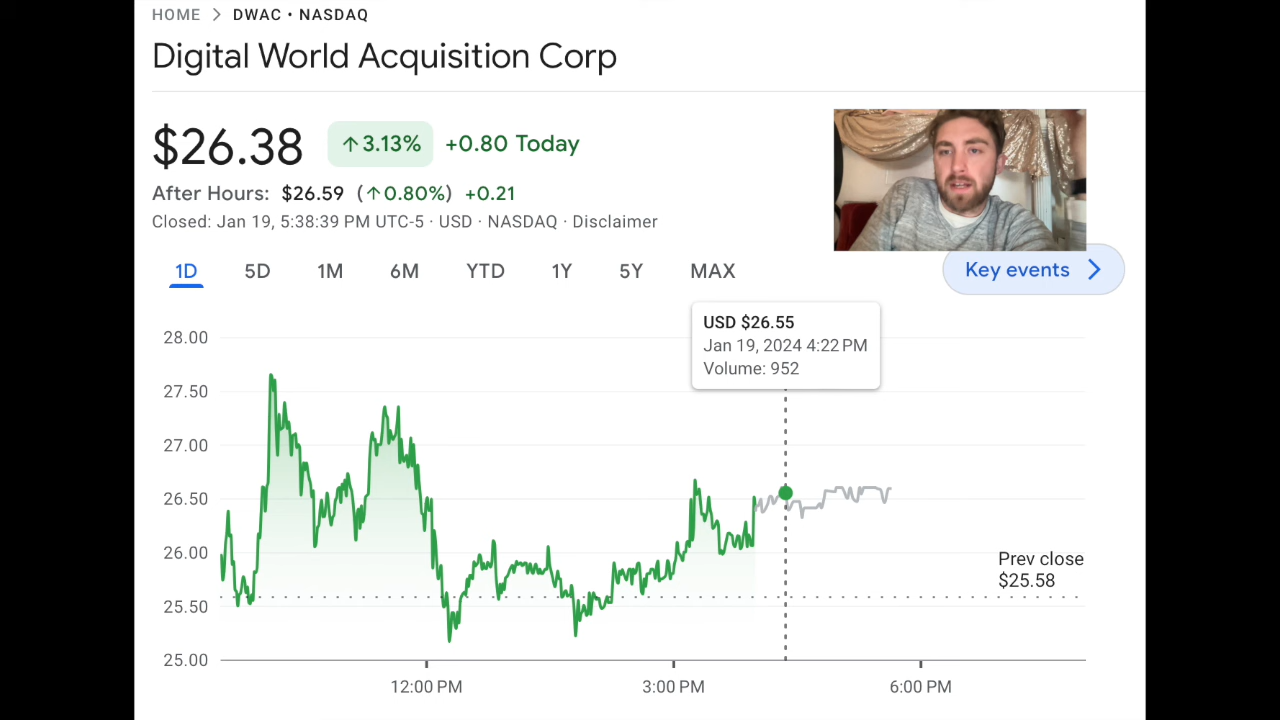 HOME > DWAC • NASDAQ
Digital World Acquisition Corp
$26.38 ↑3.13% +0.80 Today
After Hours: $26.59 (↑0.80%) +0.21
Closed: Jan 19, 5:38:39 PM UTC-5 · USD · NASDAQ · Disclaimer
1D 5D 1M 6M YTD 1Y 5Y MAX
Key events >
USD $26.55
Jan 19, 2024 4:22 PM
Volume: 952
28.00
27.50
27.00
26.50
26.00
Prev close
$25.58
25.50
25.00
12:00 PM 3:00 PM 6:00 PM